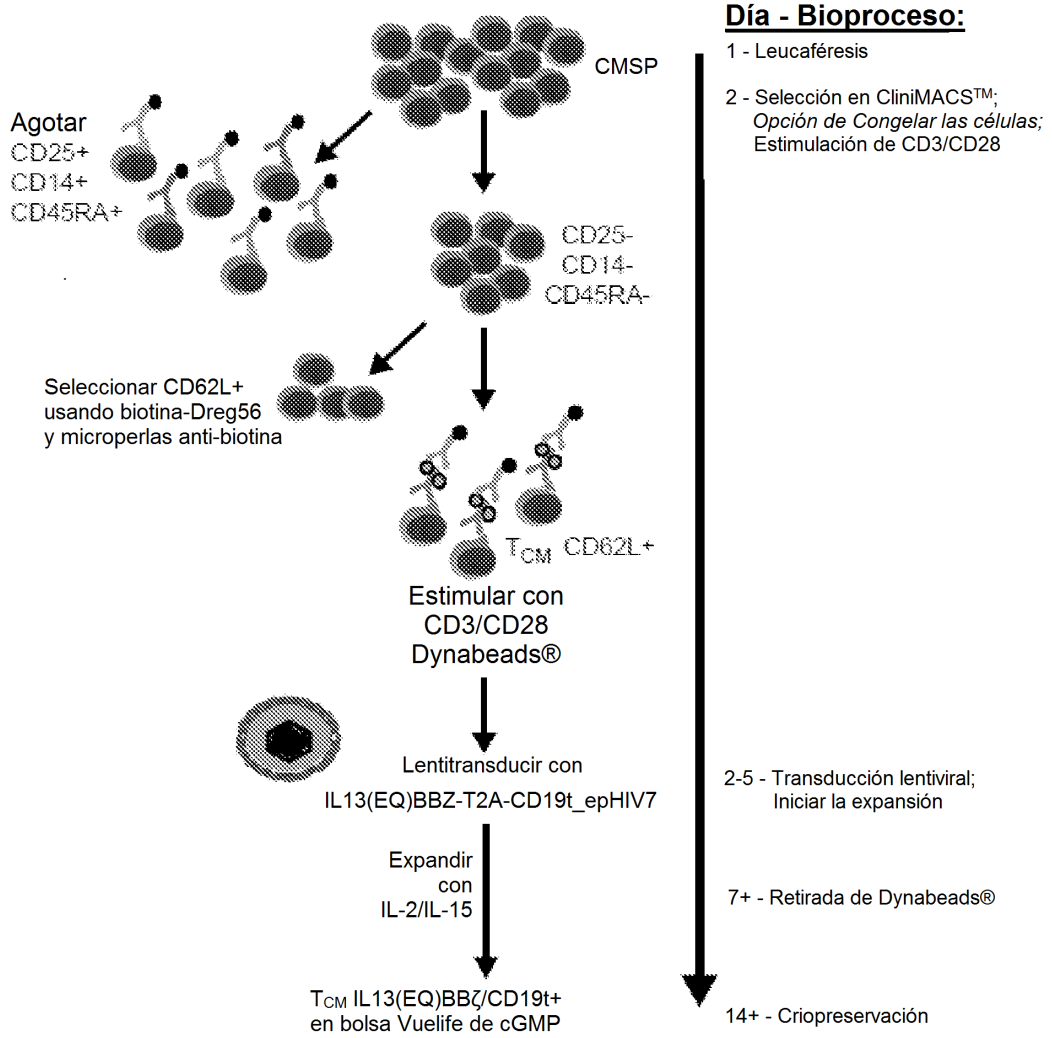 Día - Bioproceso:
1 - Leucaféresis
2 - Selección en CliniMACS™;
Opción de Congelar las células;
Estimulación de CD3/CD28
2-5 - Transducción lentiviral;
Iniciar la expansión
7+ - Retirada de Dynabeads®
14+ - Criopreservación
CMSP
Agotar
CD25+
CD14+
CD45RA+
CD25-
CD14-
CD45RA-
Seleccionar CD62L+
usando biotina-Dreg56
y microperlas anti-biotina
TCM CD62L+
Estimular con
CD3/CD28
Dynabeads®
Lentitransducir con
IL13(EQ)BBZ-T2A-CD19t_epHIV7
Expandir
con
IL-2/IL-15
TCM IL13(EQ)BBζ/CD19t+
en bolsa Vuelife de cGMP